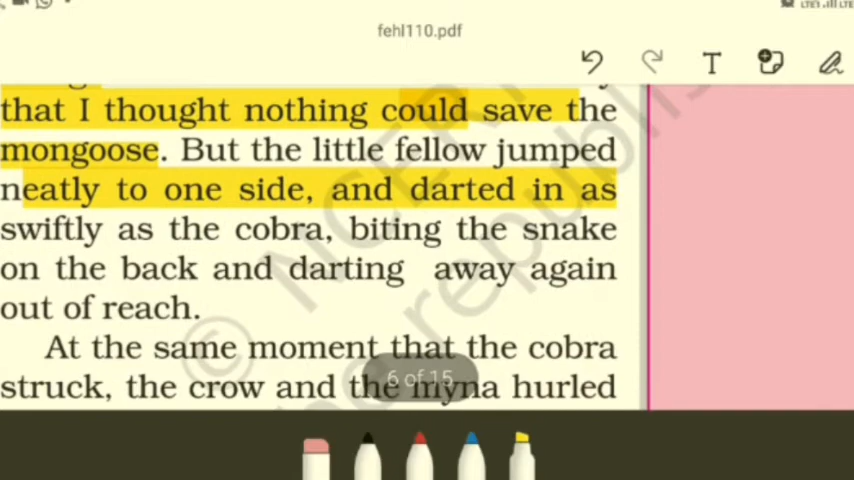 fehl110.pdf
T
that I thought nothing could save the
mongoose. But the little fellow jumped
neatly to one side, and darted in as
swiftly as the cobra, biting the snake
on the back and darting away again
out of reach.
At the same moment that the cobra
struck, the crow and the myna hurled
6 of 15
© NCERT
republis